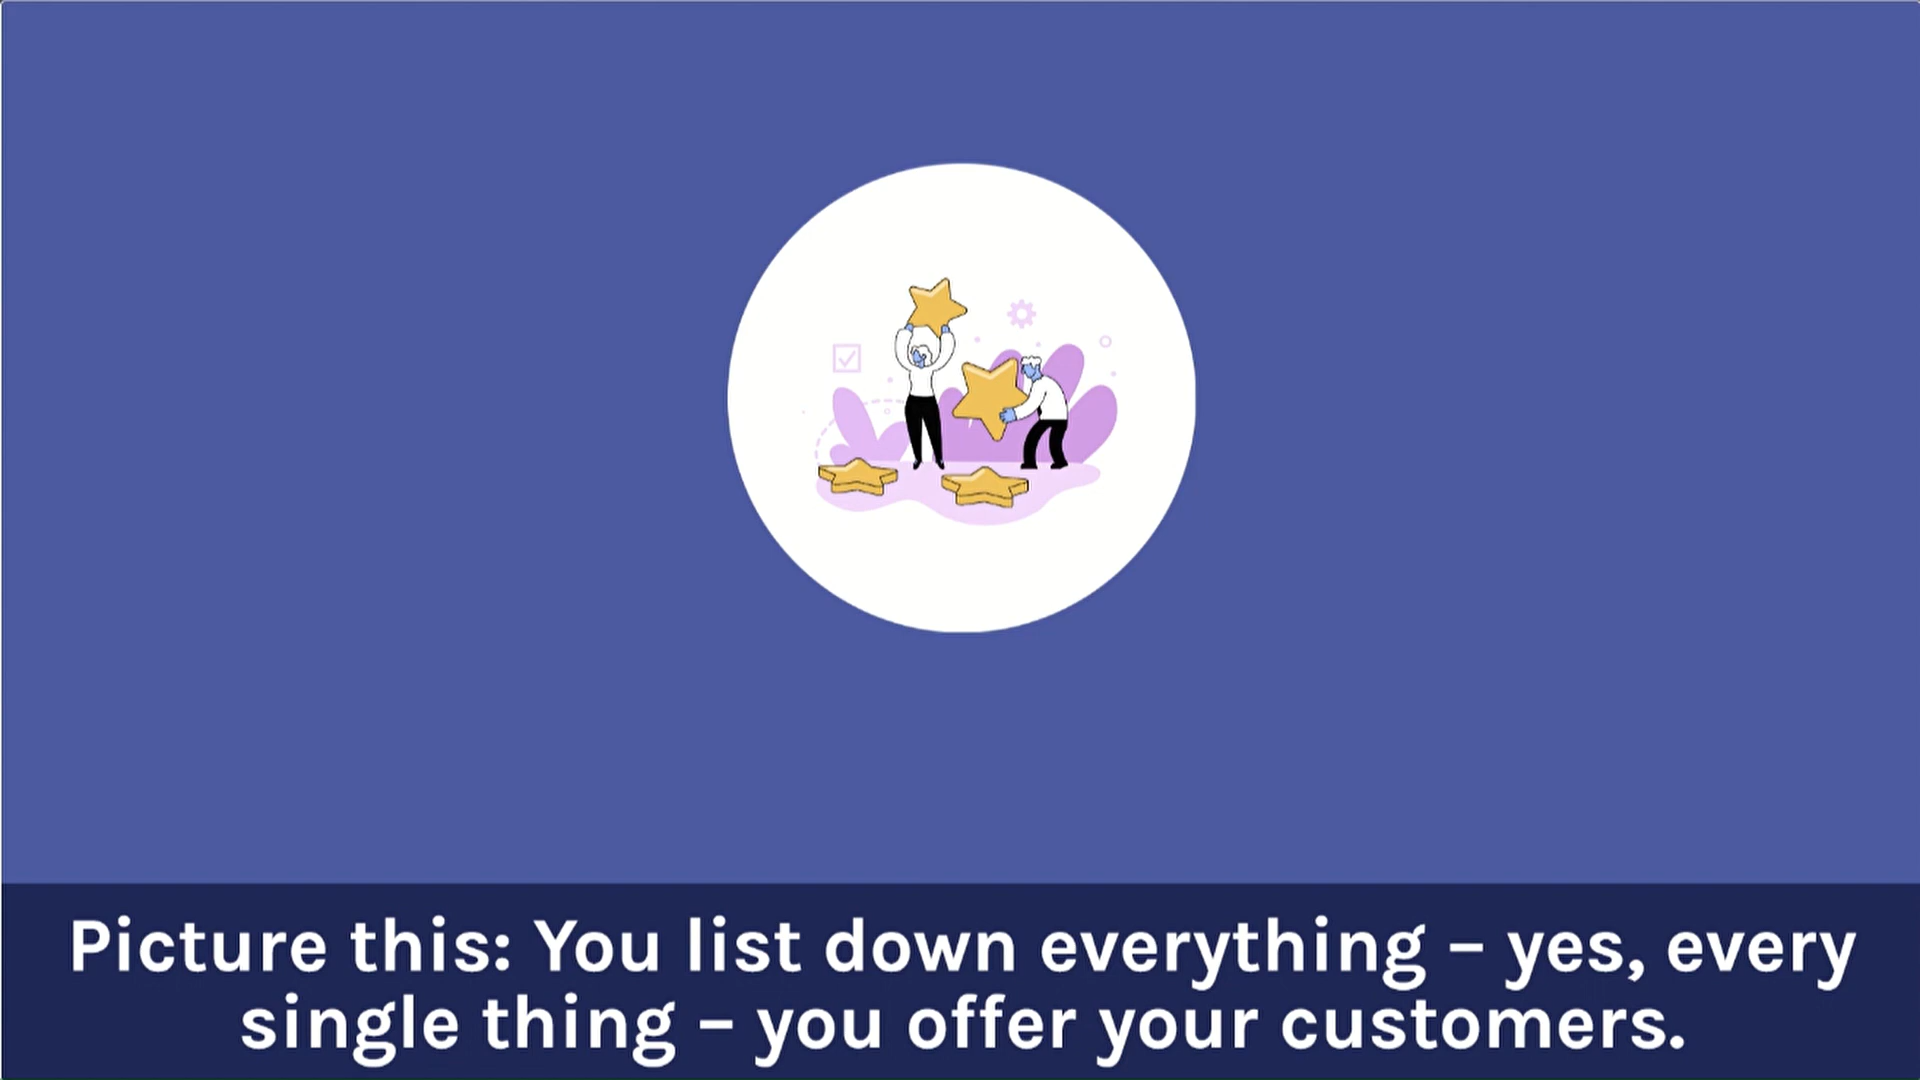 Picture this: You list down everything – yes, every
single thing – you offer your customers.